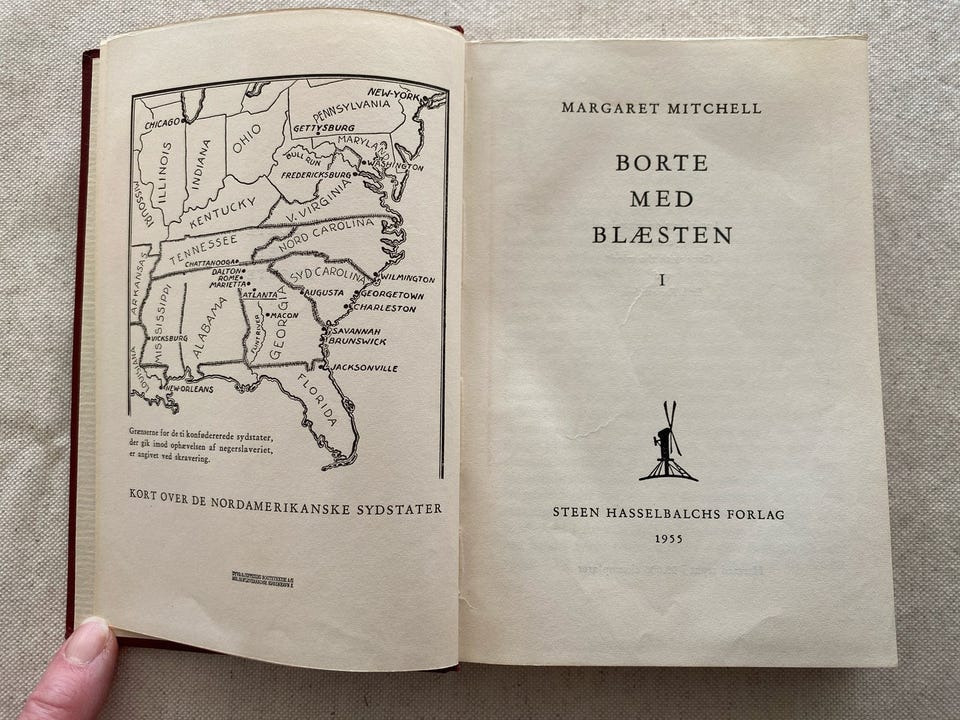 NEW-YORK
PENNSYLVANIA
CHICAGO
GETTYSBURG
OHIO
MARYLAND
ILLINOIS
INDIANA
BULL RUN
WASHINGTON
FREDERICKSBURG
MISSOURI
KENTUCKY
V. VIRGINIA
TENNESSEE
NORD CAROLINA
CHATTANOOGA
ARKANSAS
DALTON
ROME
MARIETTA
SYD CAROLINA
WILMINGTON
ATLANTA
AUGUSTA
GEORGETOWN
CHARLESTON
MISSISSIPPI
ALABAMA
FLINTRIVER
GEORGIA
MACON
SAVANNAH
BRUNSWICK
VICKSBURG
LOUISIANA
JACKSONVILLE
NEW-ORLEANS
FLORIDA
Grænserne for de ti konfødererede sydstater,
der gik imod ophævelsen af negerslaveriet,
er angivet ved skravering.
KORT OVER DE NORDAMERIKANSKE SYDSTATER
MARGARET MITCHELL
BORTE
MED
BLÆSTEN
I
STEEN HASSELBALCHS FORLAG
1955